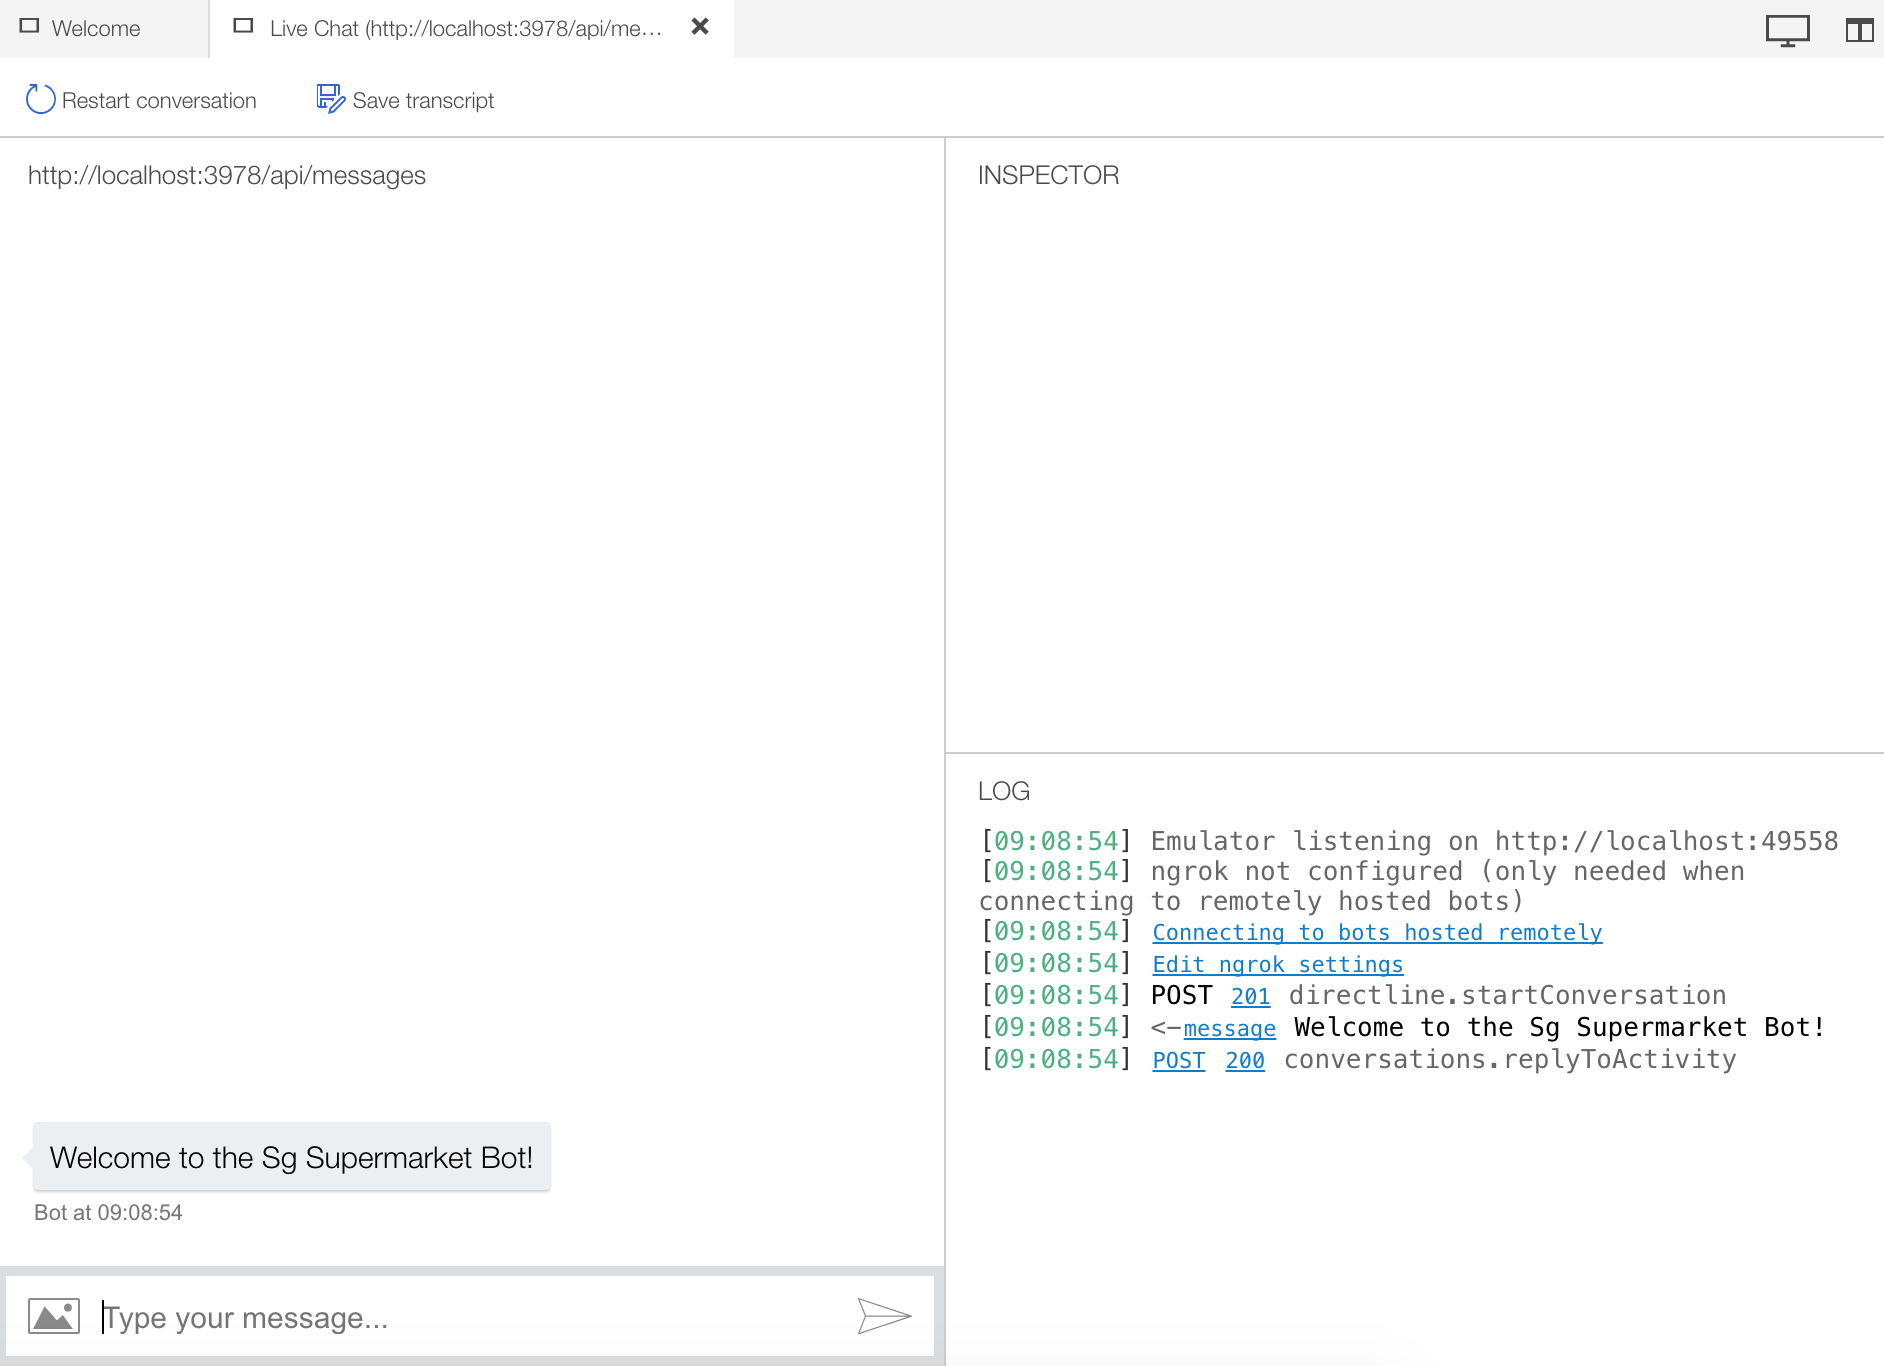 Welcome
Live Chat (http://localhost:3978/api/me...
Restart conversation
Save transcript
http://localhost:3978/api/messages
Welcome to the Sg Supermarket Bot!
Bot at 09:08:54
Type your message...
INSPECTOR
LOG
[09:08:54] Emulator listening on http://localhost:49558
[09:08:54] ngrok not configured (only needed when
connecting to remotely hosted bots)
[09:08:54] Connecting to bots hosted remotely
[09:08:54] Edit ngrok settings
[09:08:54] POST 201 directline.startConversation
[09:08:54] <-message Welcome to the Sg Supermarket Bot!
[09:08:54] POST 200 conversations.replyToActivity